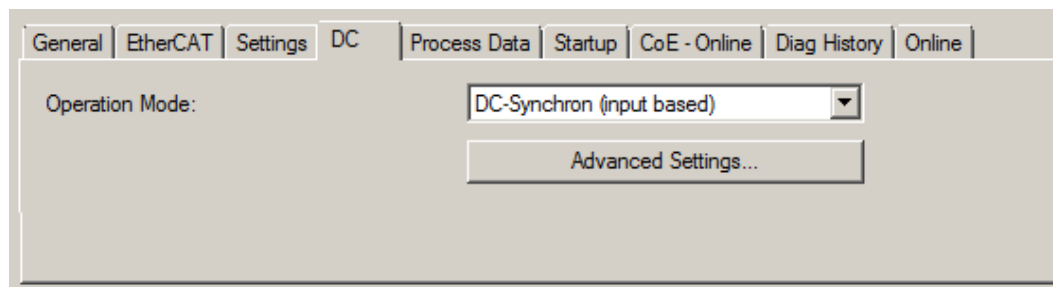 General EtherCAT Settings DC Process Data Startup CoE - Online Diag History Online
Operation Mode: DC-Synchron (input based)
Advanced Settings...